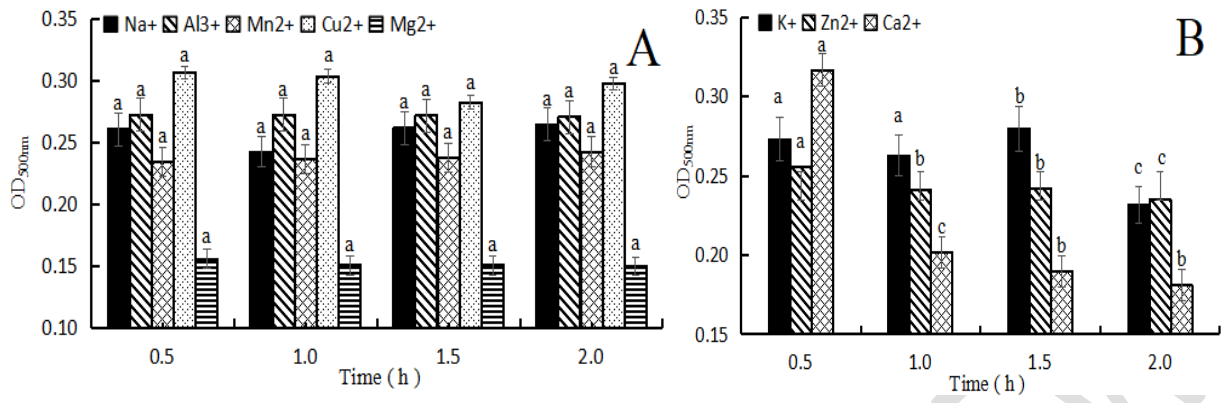 Na+ Al3+ Mn2+ Cu2+ Mg2+
A
0.35
0.30
0.25
0.20
0.15
0.10
OD500nm
a a a a a
a a a a a
a a a a a
a a a a a
0.5 1.0 1.5 2.0
Time ( h )
K+ Zn2+ Ca2+
B
0.35
0.30
0.25
0.20
0.15
OD500nm
a a a
a b c
b b b
c c b
0.5 1.0 1.5 2.0
Time ( h )